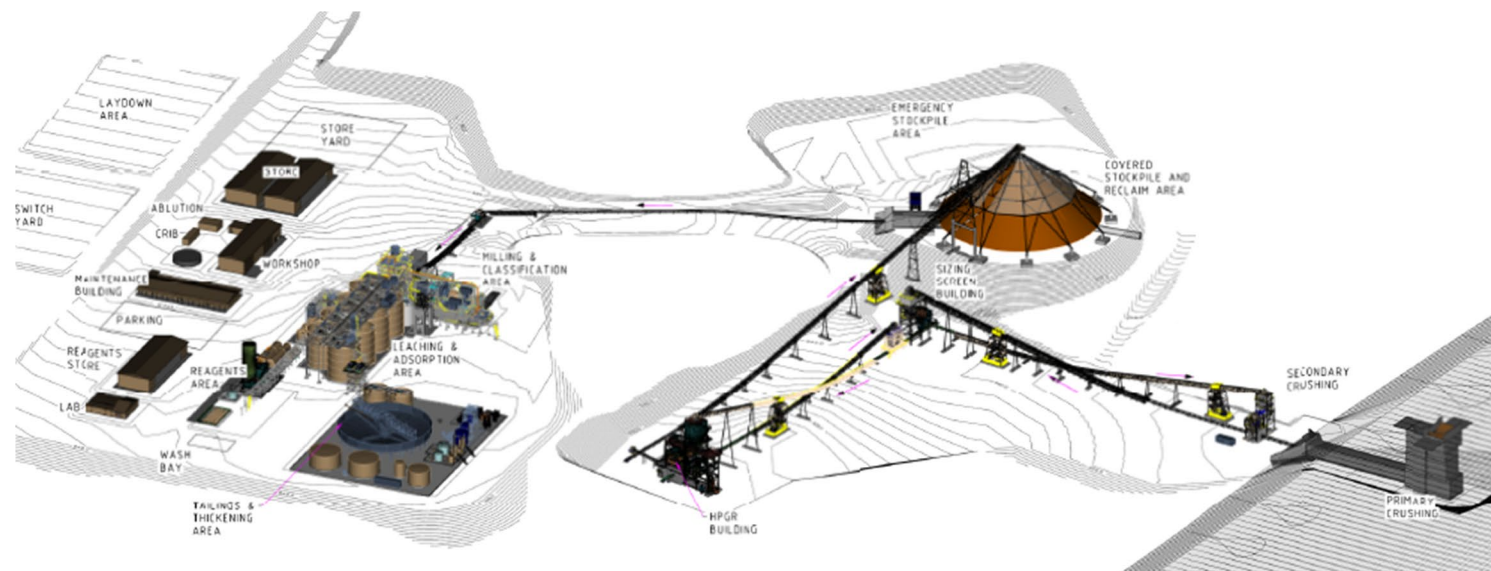 LAYDOWN
AREA
STORE
YARD
STORE
SWITCH
YARD
ABLUTION
CRIB
WORKSHOP
MAINTENANCE
BUILDING
PARKING
REAGENTS
STORE
REAGENTS
AREA
LAB
WASH
BAY
TAILINGS &
THICKENING
AREA
MILLING &
CLASSIFICATION
AREA
LEACHING &
ADSORPTION
AREA
EMERGENCY
STOCKPILE
AREA
COVERED
STOCKPILE AND
RECLAIM AREA
SIZING
SCREEN
BUILDING
HPGR
BUILDING
SECONDARY
CRUSHING
PRIMARY
CRUSHING